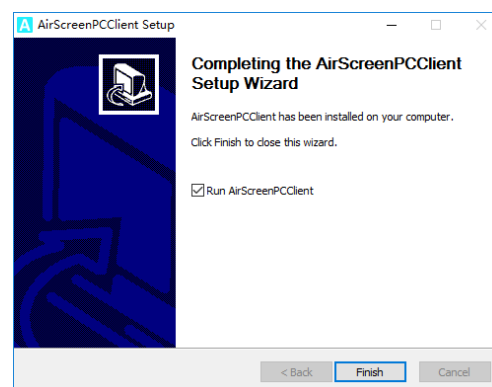 A AirScreenPCClient Setup
Completing the AirScreenPCClient
Setup Wizard
AirScreenPCClient has been installed on your computer.
Click Finish to close this wizard.
Run AirScreenPCClient
< Back Finish Cancel